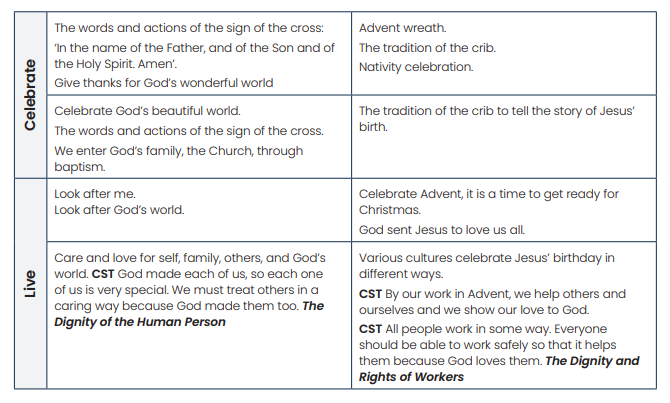 Celebrate
The words and actions of the sign of the cross:
‘In the name of the Father, and of the Son and of
the Holy Spirit. Amen’.
Give thanks for God’s wonderful world
Advent wreath.
The tradition of the crib.
Nativity celebration.
Celebrate God’s beautiful world.
The words and actions of the sign of the cross.
We enter God’s family, the Church, through
baptism.
The tradition of the crib to tell the story of Jesus’
birth.
Live
Look after me.
Look after God’s world.
Celebrate Advent, it is a time to get ready for
Christmas.
God sent Jesus to love us all.
Care and love for self, family, others, and God’s
world. CST God made each of us, so each one
of us is very special. We must treat others in a
caring way because God made them too. The
Dignity of the Human Person
Various cultures celebrate Jesus’ birthday in
different ways.
CST By our work in Advent, we help others and
ourselves and we show our love to God.
CST All people work in some way. Everyone
should be able to work safely so that it helps
them because God loves them. The Dignity and
Rights of Workers